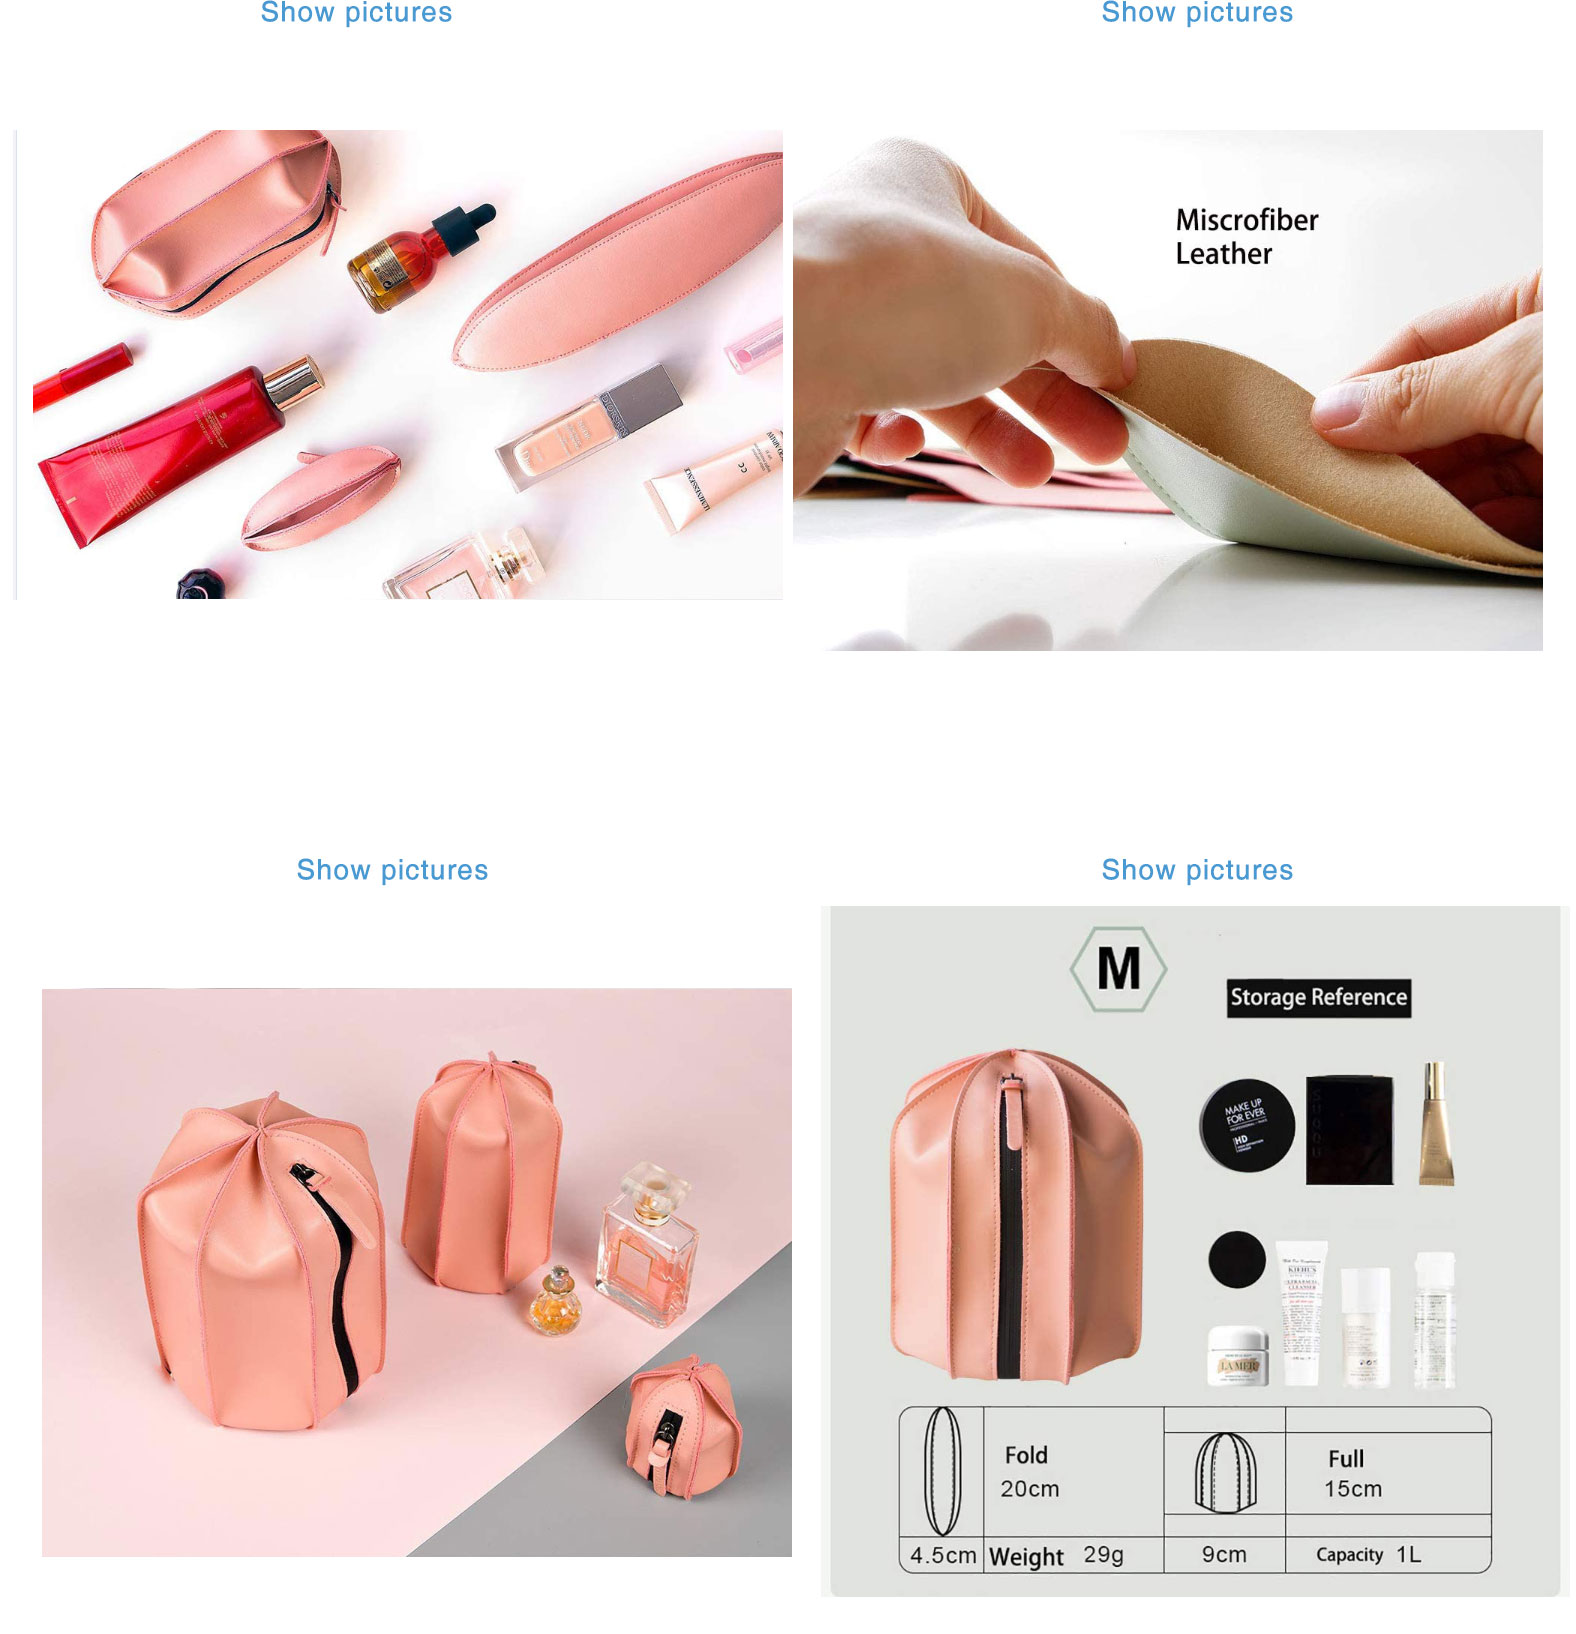 Show pictures
Show pictures
Miscrofiber
Leather
Show pictures
Show pictures
M
Storage Reference
MAKE UP
FOR EVER
HD
KIEHL'S
LA MER
Fold
20cm
Full
15cm
4.5cm
Weight 29g
9cm
Capacity 1L